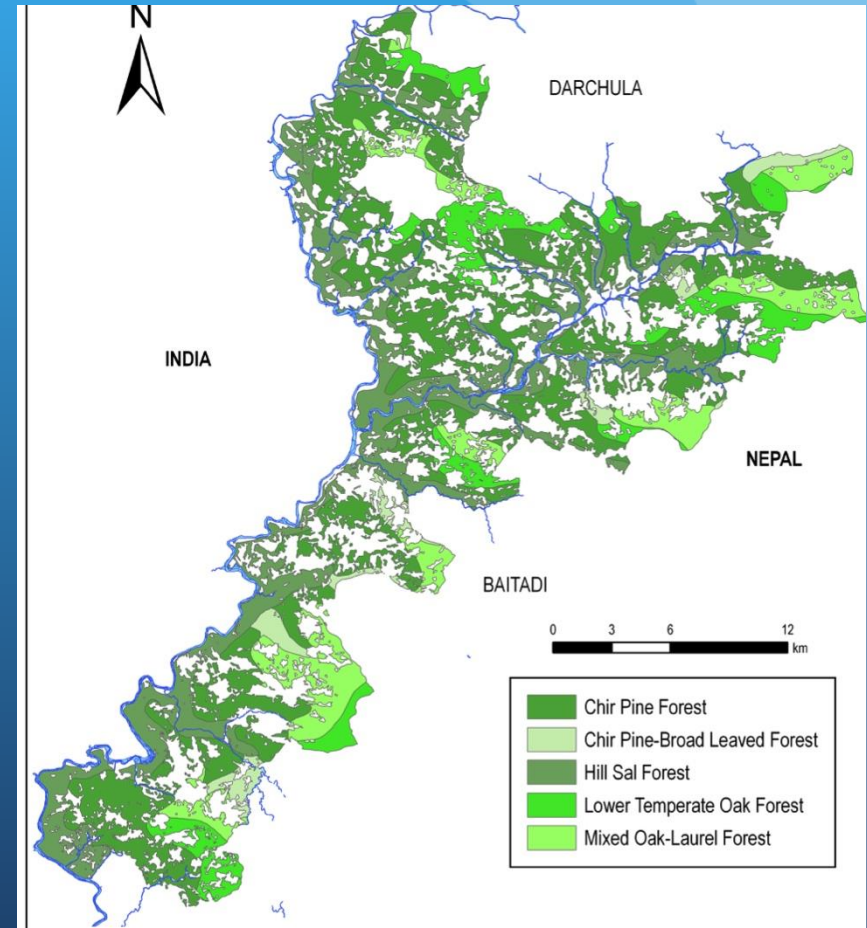 N
DARCHULA
INDIA
NEPAL
BAITADI
0 3 6 12
km
Chir Pine Forest
Chir Pine-Broad Leaved Forest
Hill Sal Forest
Lower Temperate Oak Forest
Mixed Oak-Laurel Forest